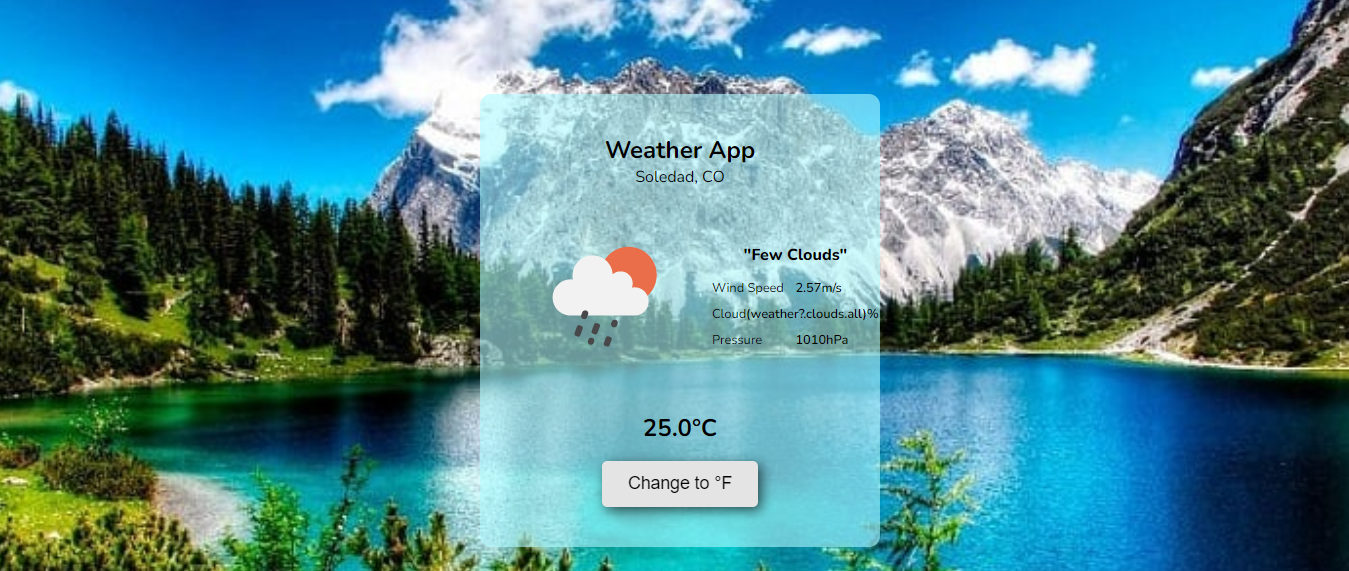 Weather App
Soledad, CO
"Few Clouds"
Wind Speed 2.57m/s
Cloud(weather?.clouds.all)%
Pressure 1010hPa
25.0°C
Change to °F